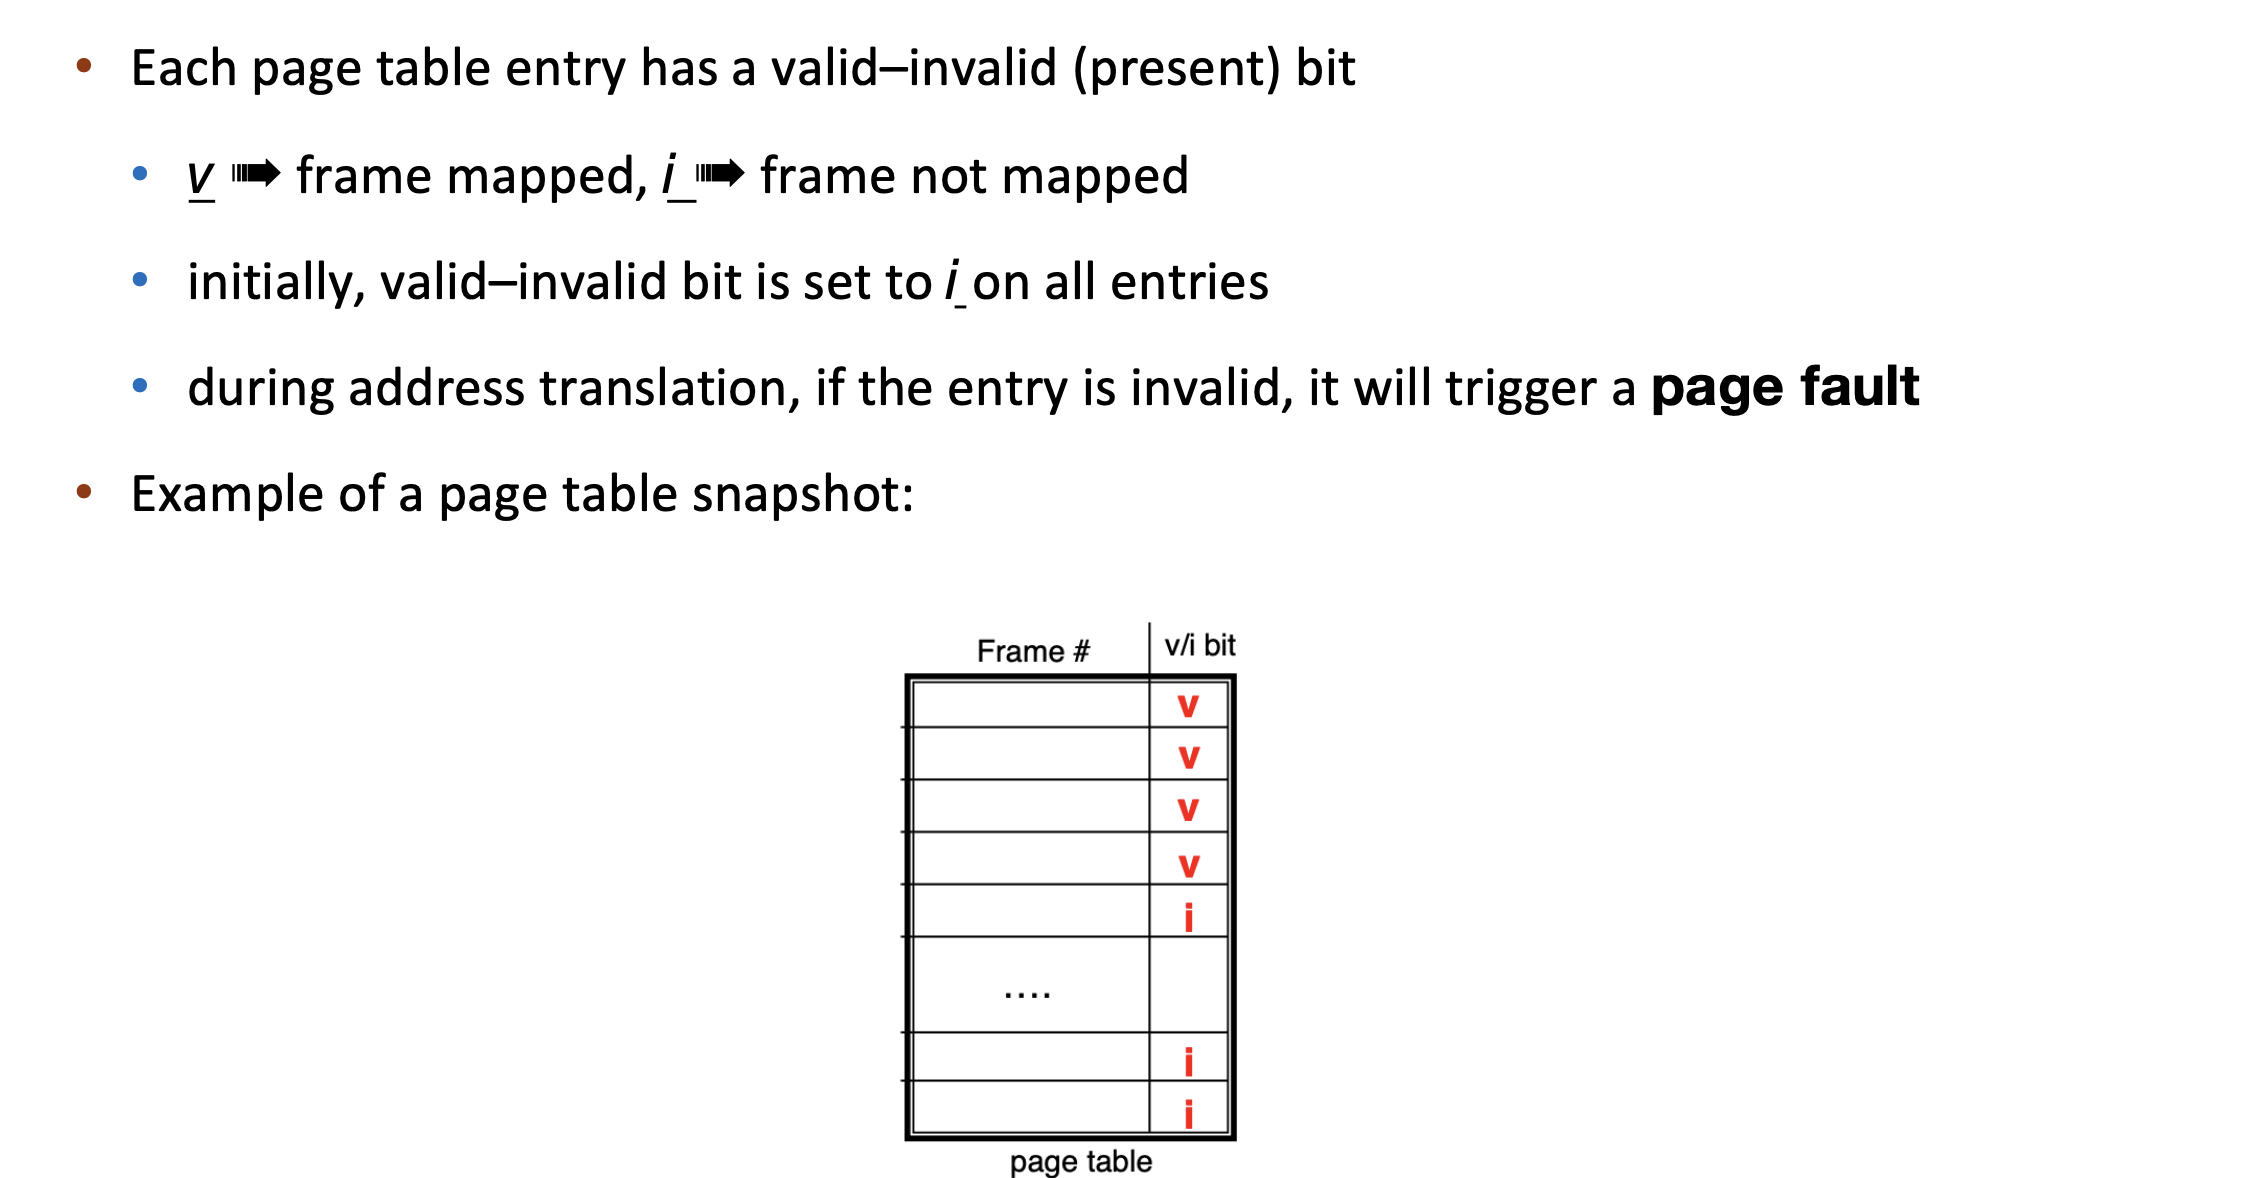 • Each page table entry has a valid–invalid (present) bit
• v ➠ frame mapped, i ➠ frame not mapped
• initially, valid–invalid bit is set to i on all entries
• during address translation, if the entry is invalid, it will trigger a page fault
• Example of a page table snapshot:
Frame # v/i bit
v
v
v
v
i
....
i
i
page table